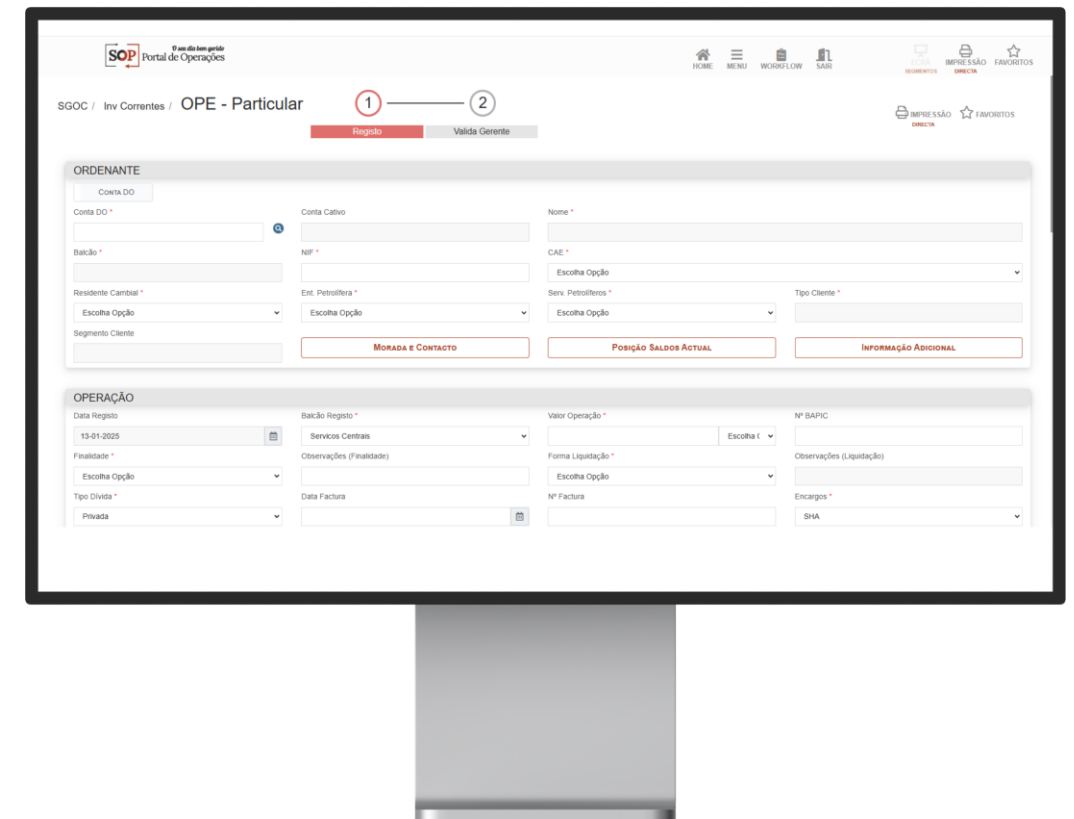 O seu dia bem gerido
SOP Portal de Operações
HOME MENU WORKFLOW SAIR
ECRÃ IMPRESSÃO FAVORITOS
SEGMENTOS DIRECTA
SGOC / Inv Correntes / OPE - Particular
1 2
Registo Valida Gerente
IMPRESSÃO FAVORITOS
DIRECTA
ORDENANTE
CONTA DO
Conta DO * Conta Cativo Nome *
Balcão * NIF * CAE *
Escolha Opção
Residente Cambial * Ent. Petrolífera * Serv. Petrolíferos * Tipo Cliente *
Escolha Opção Escolha Opção Escolha Opção
Segmento Cliente
MORADA E CONTACTO POSIÇÃO SALDOS ACTUAL INFORMAÇÃO ADICIONAL
OPERAÇÃO
Data Registo Balcão Registo * Valor Operação * Nº BAPIC
13-01-2025 Servicos Centrais Escolha (
Finalidade * Observações (Finalidade) Forma Liquidação * Observações (Liquidação)
Escolha Opção Escolha Opção
Tipo Dívida * Data Factura Nº Factura Encargos *
Privada SHA